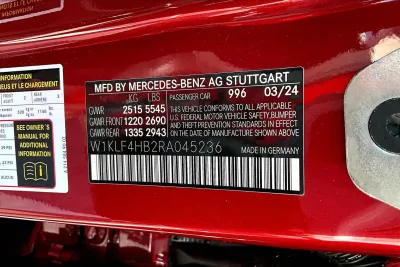 MFD BY MERCEDES-BENZ AG STUTTGART
KG LBS
GWR 2515 5545
GAWR FRONT 1220 2690
GAWR REAR 1335 2943
PASSENGER CAR 996 03/24
THIS VEHICLE CONFORMS TO ALL APPLICABLE
U.S. FEDERAL MOTOR VEHICLE SAFETY, BUMPER,
AND THEFT PREVENTION STANDARDS IN EFFECT
ON THE DATE OF MANUFACTURE SHOWN ABOVE.
W1KLF4HB2RA045236
MADE IN GERMANY
INFORMATION
ET LE CHARGEMENT
SEE OWNER'S
MANUAL FOR
ADDITIONAL
INFORMATION